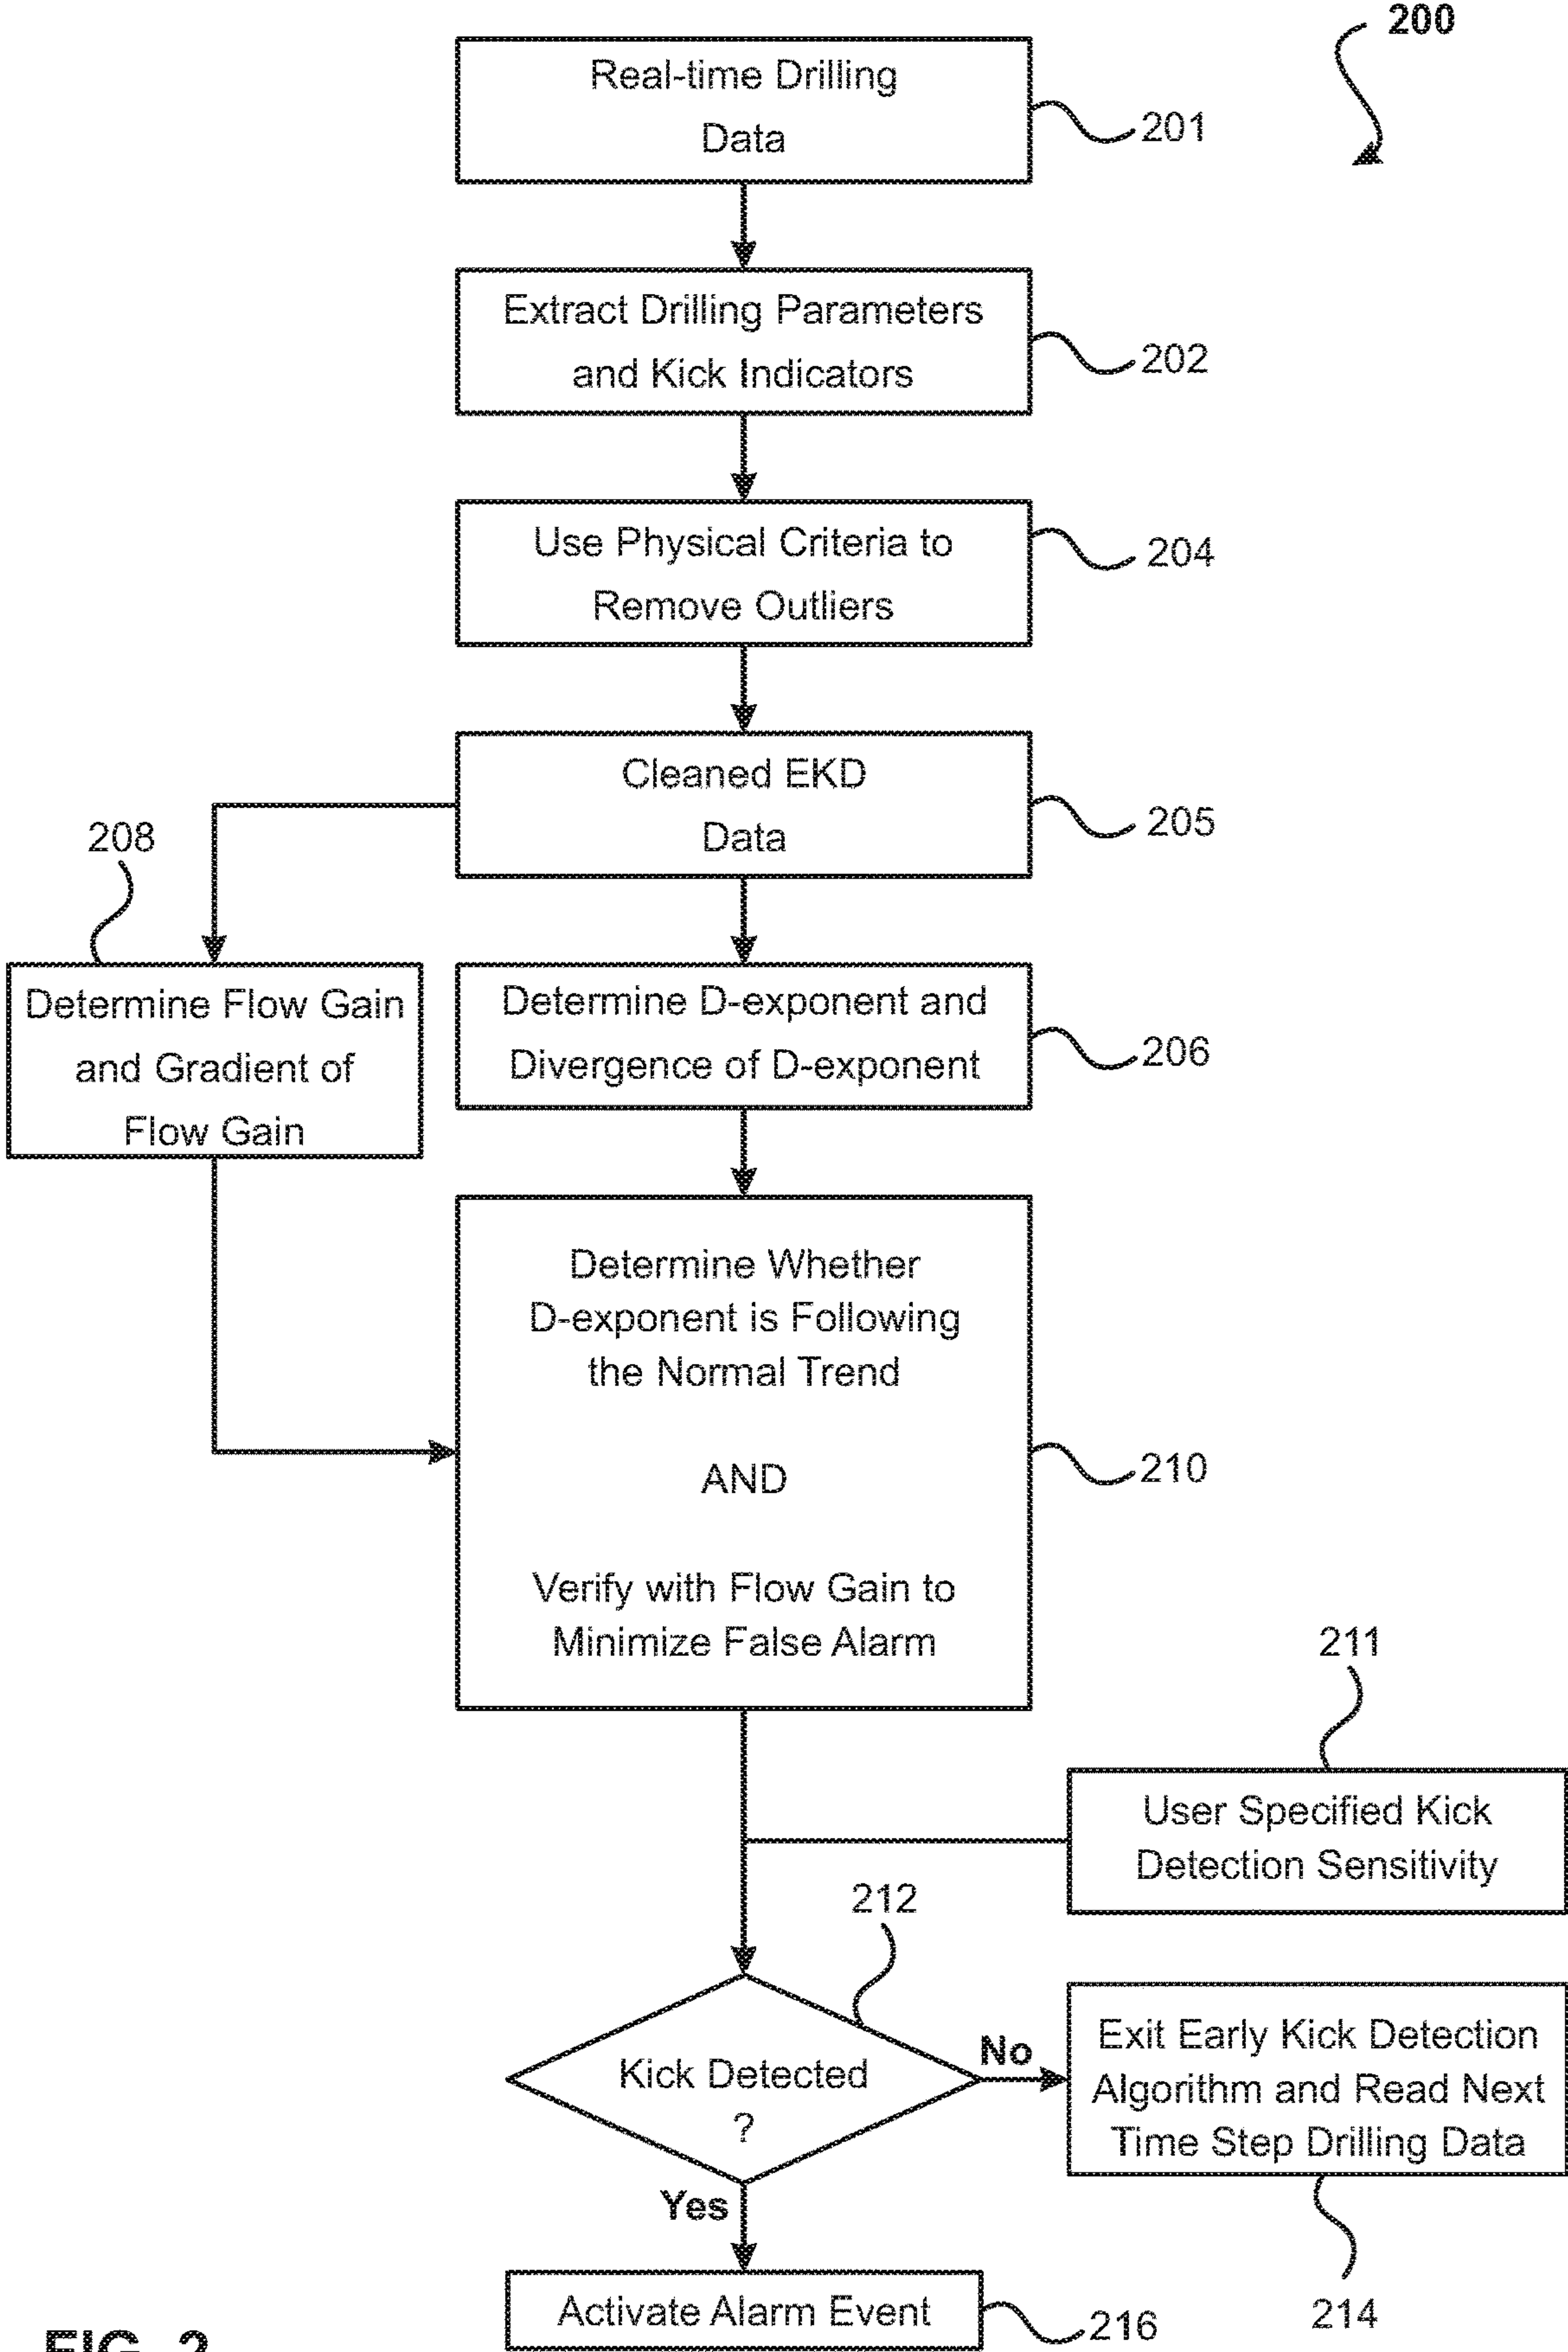 200
Real-time Drilling
Data
201
Extract Drilling Parameters
and Kick Indicators
202
Use Physical Criteria to
Remove Outliers
204
Cleaned EKD
Data
205
208
Determine Flow Gain
and Gradient of
Flow Gain
Determine D-exponent and
Divergence of D-exponent
206
Determine Whether
D-exponent is Following
the Normal Trend
AND
Verify with Flow Gain to
Minimize False Alarm
210
211
User Specified Kick
Detection Sensitivity
212
Kick Detected
?
No
Exit Early Kick Detection
Algorithm and Read Next
Time Step Drilling Data
214
Yes
Activate Alarm Event
216
FIG. 2